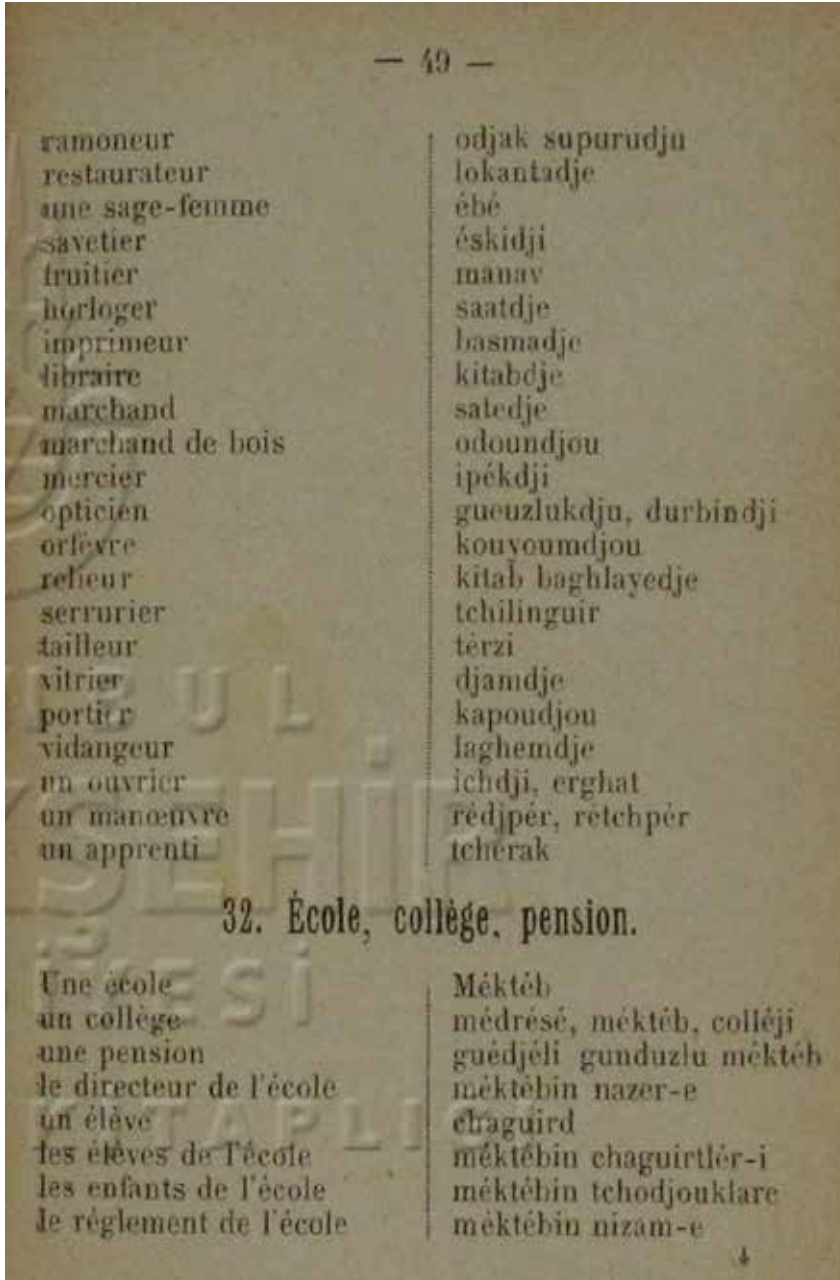 — 49 —
ramoneur odjak supurudju
restaurateur lokantadje
une sage-femme ébé
savetier éskidji
fruitier manav
horloger saatdje
imprimeur basmadje
libraire kitabdje
marchand satedje
marchand de bois odoundjou
mercier ipékdji
opticien gueuzlukdju, durbindji
orfèvre kouyoumdjou
relieur kitab baghlayedje
serrurier tchilinguir
tailleur térzi
vitrier djamdje
portier kapoudjou
vidangeur laghemdje
un ouvrier ichdji, erghat
un manœuvre rédjpér, rétchpér
un apprenti tchérak
32. École, collège, pension.
Une école Méktéb
un collège médrésé, méktéb, colléji
une pension guédjéli gunduzlu méktéb
le directeur de l'école méktébin nazer-e
un élève chaguird
les élèves de l'école méktébin chaguirtlér-i
les enfants de l'école méktébin tchodjouklare
le réglement de l'école méktébin nizam-e
4